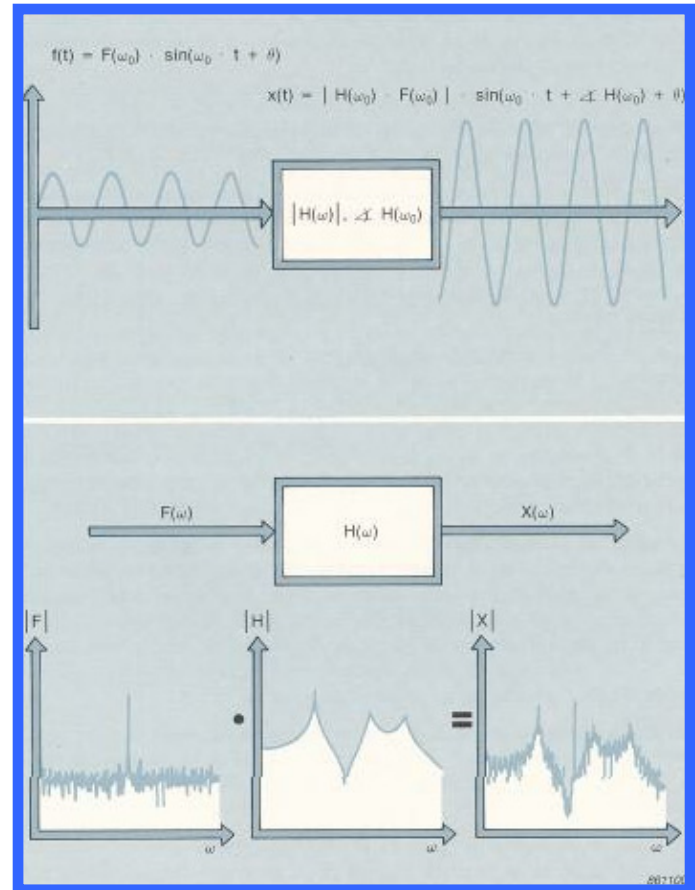 f(t) = F(ω₀) · sin(ω₀ · t + θ)
x(t) = | H(ω₀) · F(ω₀) | · sin(ω₀ · t + ∡ H(ω₀) + θ)
|H(ω)|, ∡ H(ω₀)
F(ω)
H(ω)
X(ω)
|F|
|H|
|X|
•
=
ω
ω
ω